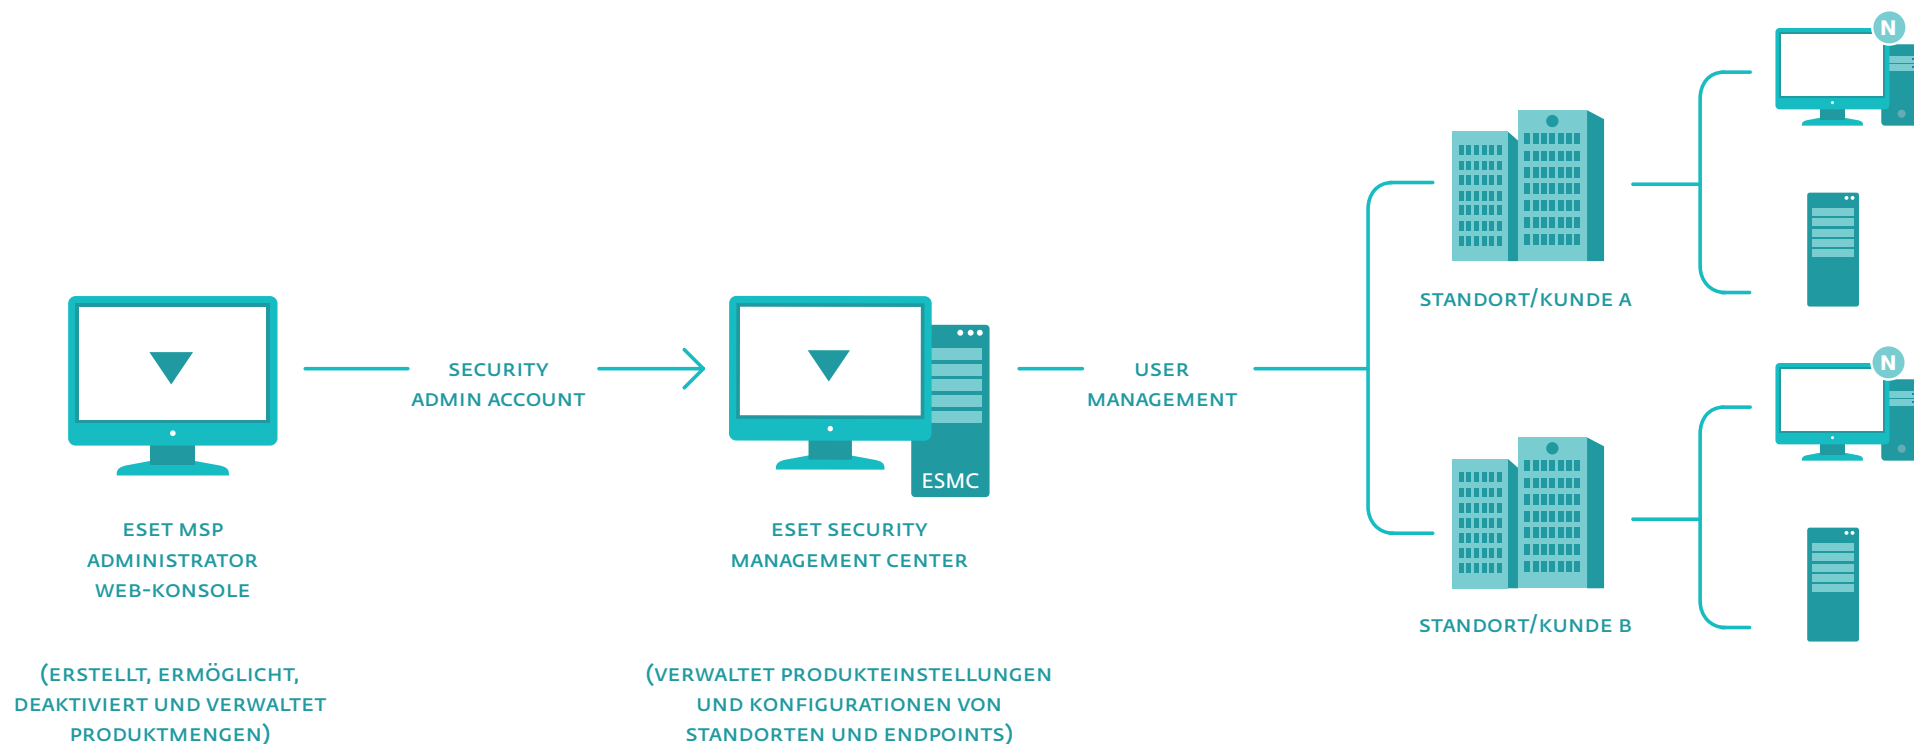 N
STANDORT/KUNDE A
SECURITY
ADMIN ACCOUNT
USER
MANAGEMENT
N
ESMC
ESET MSP
ADMINISTRATOR
WEB-KONSOLE
ESET SECURITY
MANAGEMENT CENTER
STANDORT/KUNDE B
(ERSTELLT, ERMÖGLICHT,
DEAKTIVIERT UND VERWALTET
PRODUKTMENGEN)
(VERWALTET PRODUKTEINSTELLUNGEN
UND KONFIGURATIONEN VON
STANDORTEN UND ENDPOINTS)